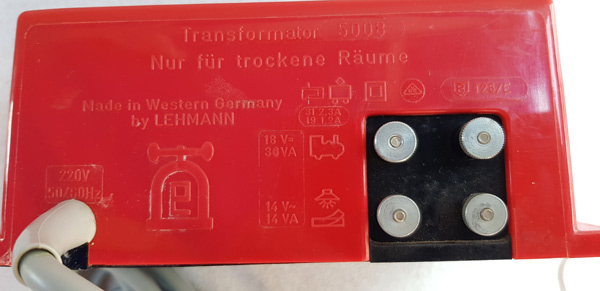 Transformator 5003
Nur für trockene Räume
Made in Western Germany
by LEHMANN
220V
50/60Hz
18 V=
38VA
14 V~
14 VA